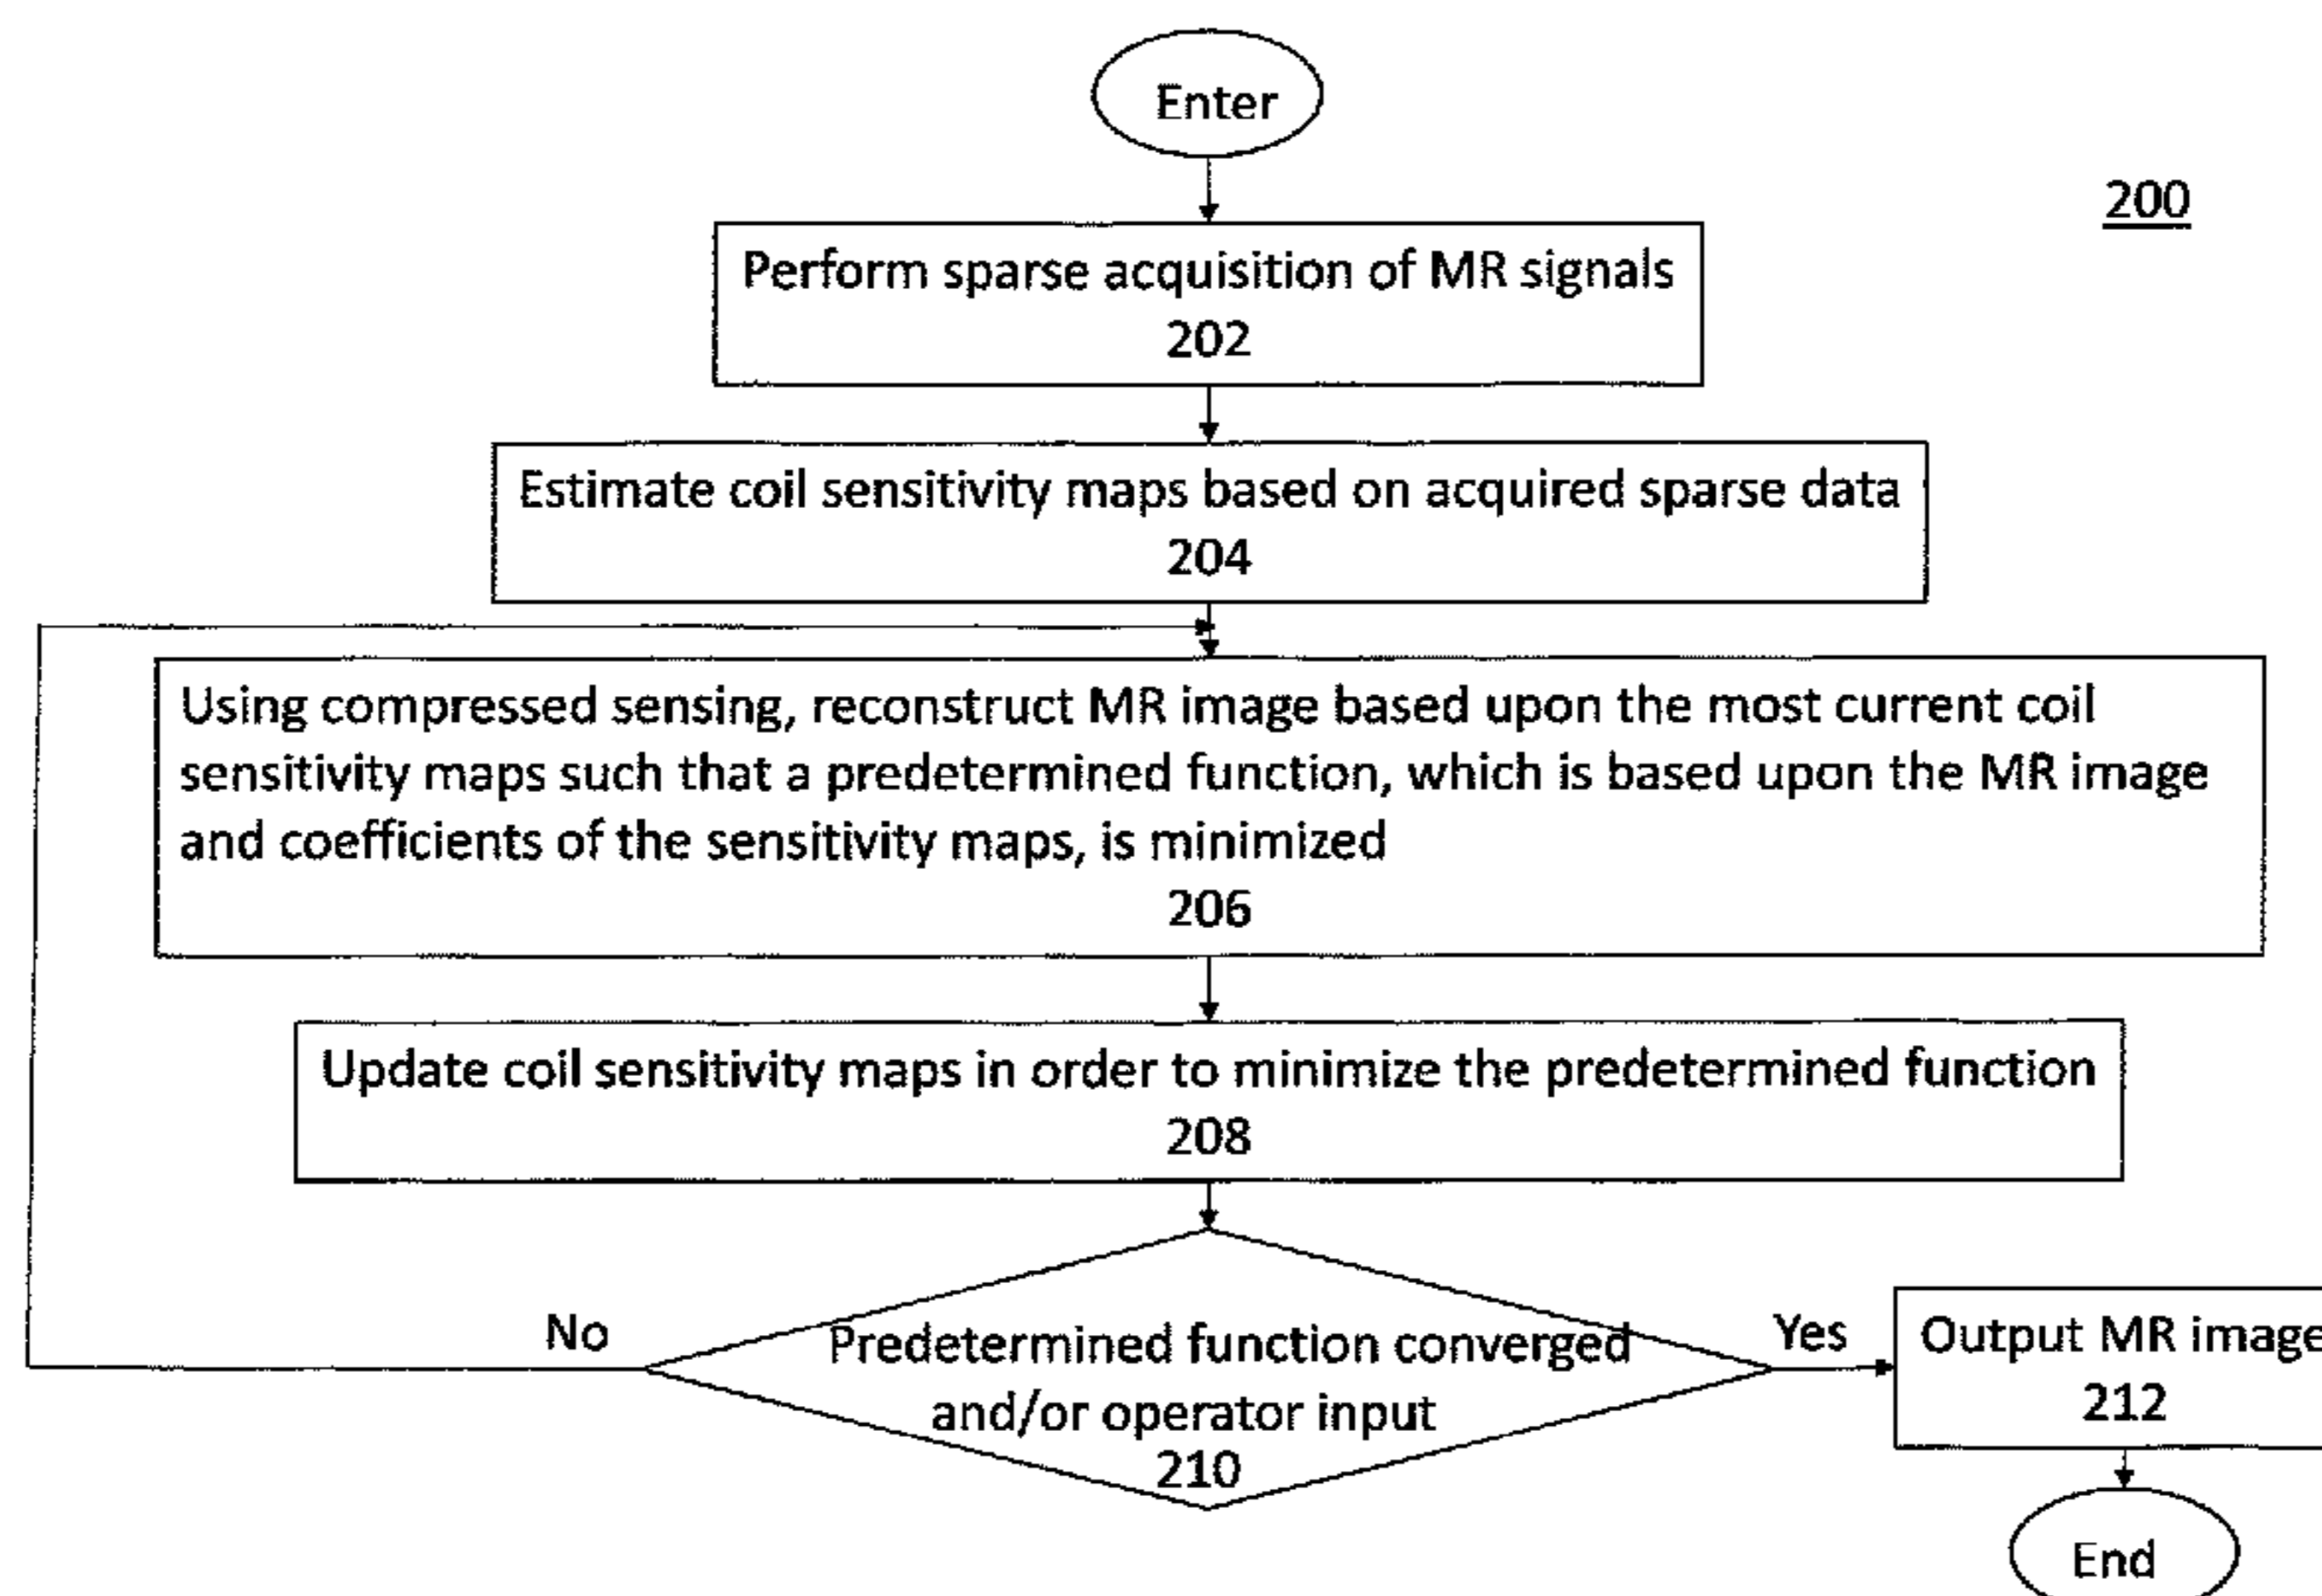 Enter
200
Perform sparse acquisition of MR signals
202
Estimate coil sensitivity maps based on acquired sparse data
204
Using compressed sensing, reconstruct MR image based upon the most current coil
sensitivity maps such that a predetermined function, which is based upon the MR image
and coefficients of the sensitivity maps, is minimized
206
Update coil sensitivity maps in order to minimize the predetermined function
208
No
Predetermined function converged
and/or operator input
210
Yes
Output MR image
212
End